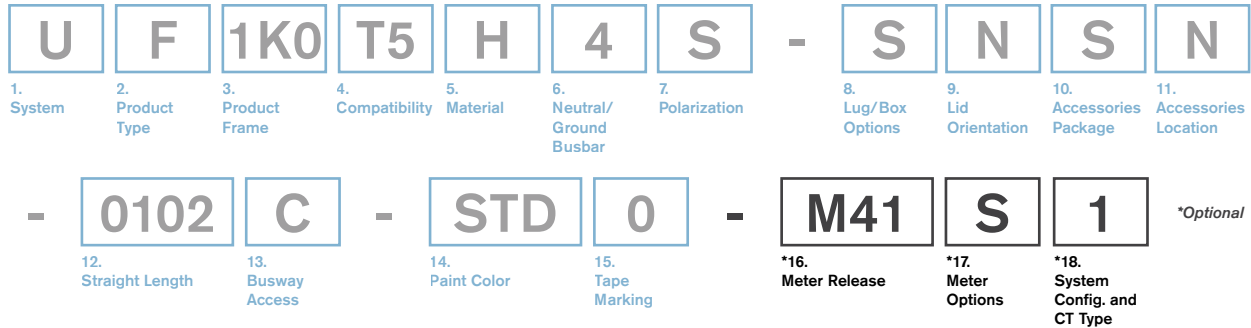 U F 1K0 T5 H 4 S - S N S N
1. 2. 3. 4. 5. 6. 7. 8. 9. 10. 11.
System Product Product Compatibility Material Neutral/ Polarization Lug/Box Lid Accessories Accessories
Type Frame Ground Options Orientation Package Location
Busbar
- 0102 C - STD 0 - M41 S 1 *Optional
12. 13. 14. 15. *16. *17. *18.
Straight Length Busway Paint Color Tape Meter Release Meter System
Access Marking Options Config. and
CT Type